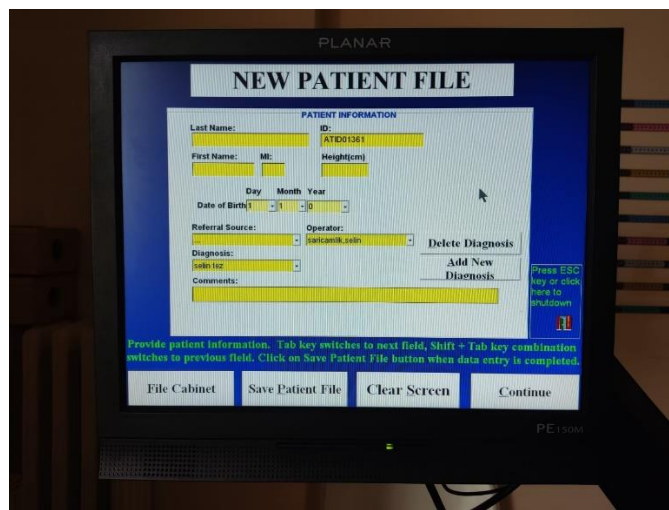 PLANAR
NEW PATIENT FILE
PATIENT INFORMATION
Last Name: ID:
ATID01361
First Name: MI: Height(cm)
Day Month Year
Date of Birth 1 1 0
Referral Source: Operator:
... saricamlik,selin
Delete Diagnosis
Diagnosis:
selin tez
Add New
Diagnosis
Comments:
Press ESC
key or click
here to
shutdown
Provide patient information. Tab key switches to next field, Shift + Tab key combination
switches to previous field. Click on Save Patient File button when data entry is completed.
File Cabinet Save Patient File Clear Screen Continue
PE150M